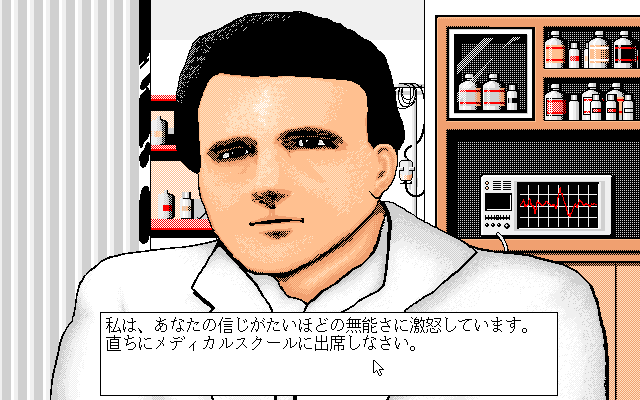 私は、あなたの信じがたいほどの無能さに激怒しています。
直ちにメディカルスクールに出席しなさい。